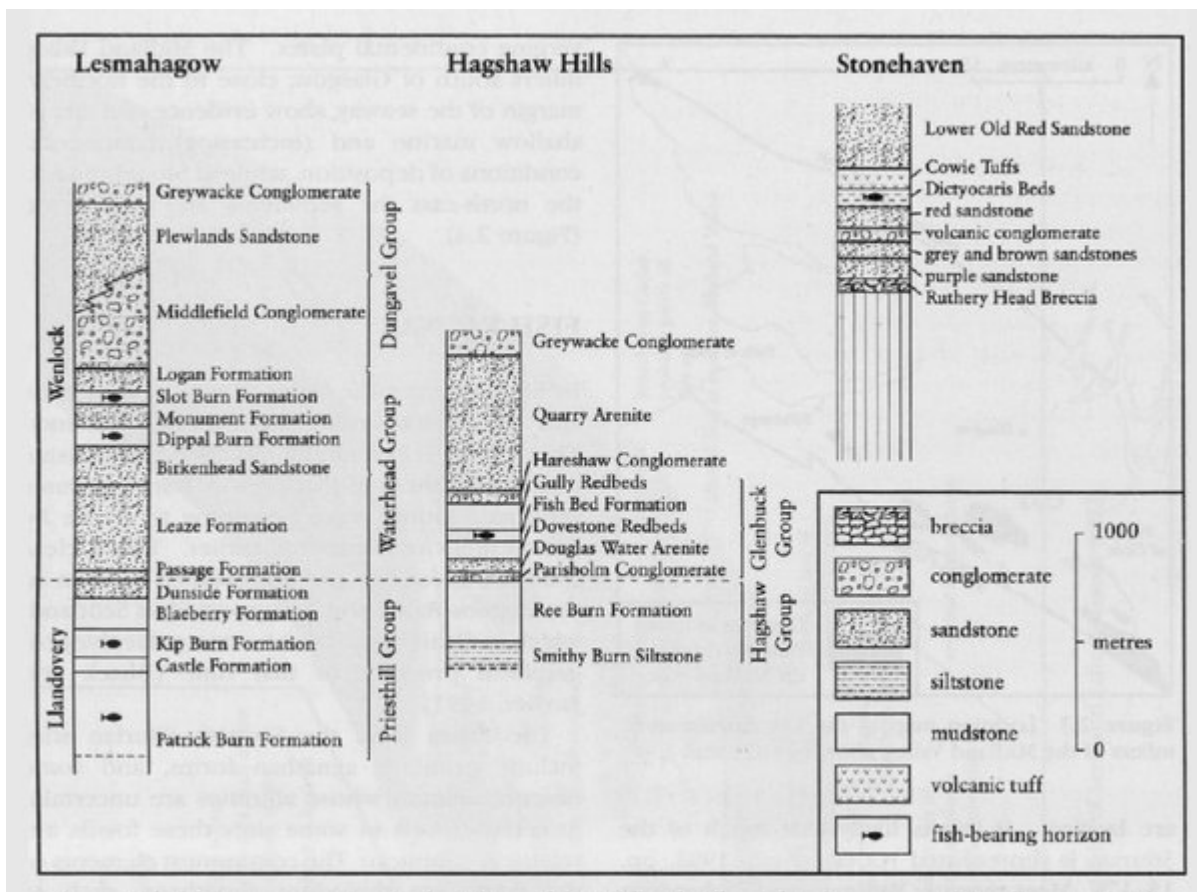 Lesmahagow
Greywacke Conglomerate
Plewlands Sandstone
Middlefield Conglomerate
Logan Formation
Slot Burn Formation
Monument Formation
Dippal Burn Formation
Birkenhead Sandstone
Leaze Formation
Passage Formation
Dunside Formation
Blaeberry Formation
Kip Burn Formation
Castle Formation
Patrick Burn Formation
Wenlock
Llandovery
Dungavel Group
Waterhead Group
Priesthill Group
Hagshaw Hills
Greywacke Conglomerate
Quarry Arenite
Hareshaw Conglomerate
Gully Redbeds
Fish Bed Formation
Dovestone Redbeds
Douglas Water Arenite
Parisholm Conglomerate
Ree Burn Formation
Smithy Burn Siltstone
Glenbuck
Group
Hagshaw
Group
Stonehaven
Lower Old Red Sandstone
Cowie Tuffs
Dictyocaris Beds
red sandstone
volcanic conglomerate
grey and brown sandstones
purple sandstone
Ruthery Head Breccia
breccia
conglomerate
sandstone
siltstone
mudstone
volcanic tuff
fish-bearing horizon
1000
metres
0